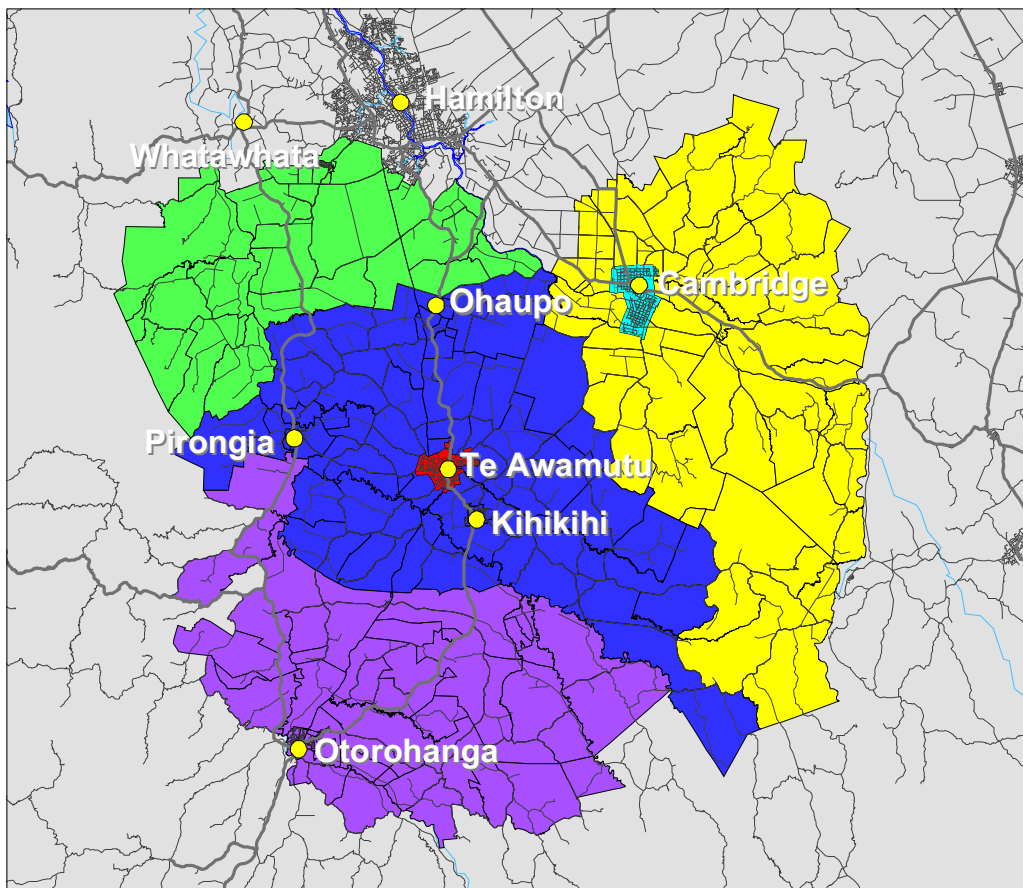 Hamilton
Whatawhata
Cambridge
Ohaupo
Pirongia
Te Awamutu
Kihikihi
Otorohanga